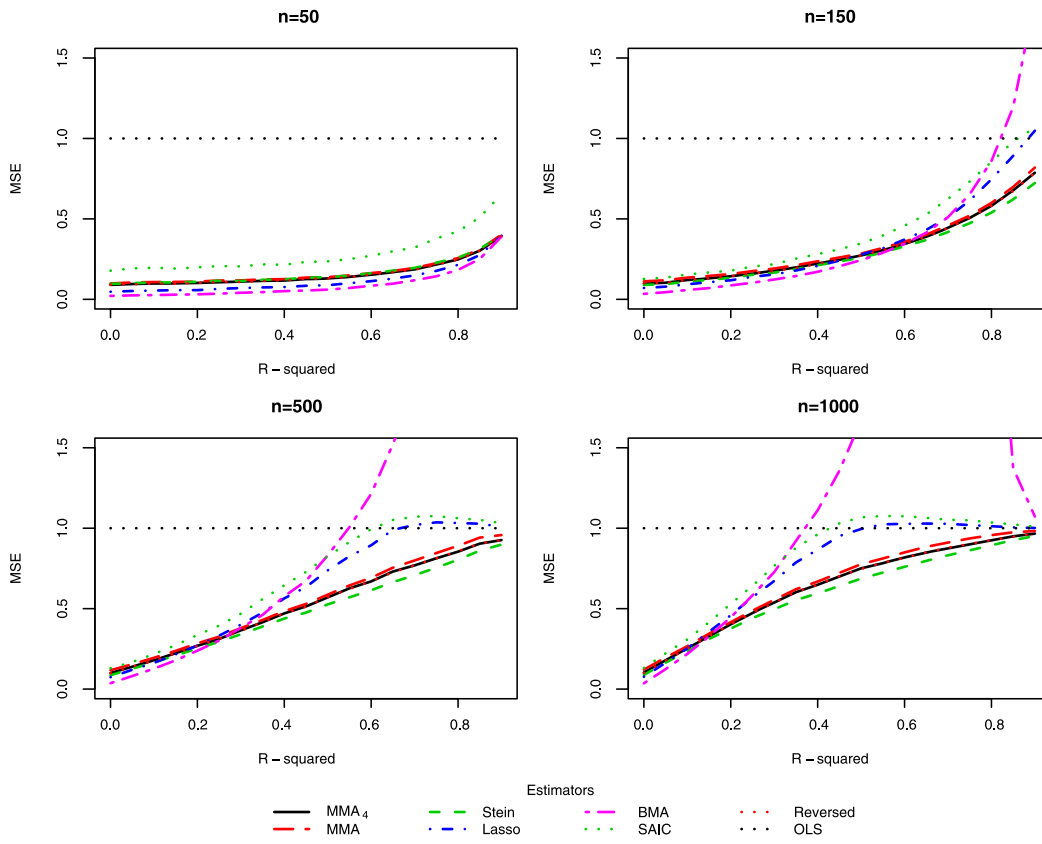 n=50
n=150
MSE
0.0 0.5 1.0 1.5
0.0 0.2 0.4 0.6 0.8
R − squared
MSE
0.0 0.5 1.0 1.5
0.0 0.2 0.4 0.6 0.8
R − squared
n=500
n=1000
MSE
0.0 0.5 1.0 1.5
0.0 0.2 0.4 0.6 0.8
R − squared
MSE
0.0 0.5 1.0 1.5
0.0 0.2 0.4 0.6 0.8
R − squared
Estimators
MMA₄ Stein BMA Reversed
MMA Lasso SAIC OLS